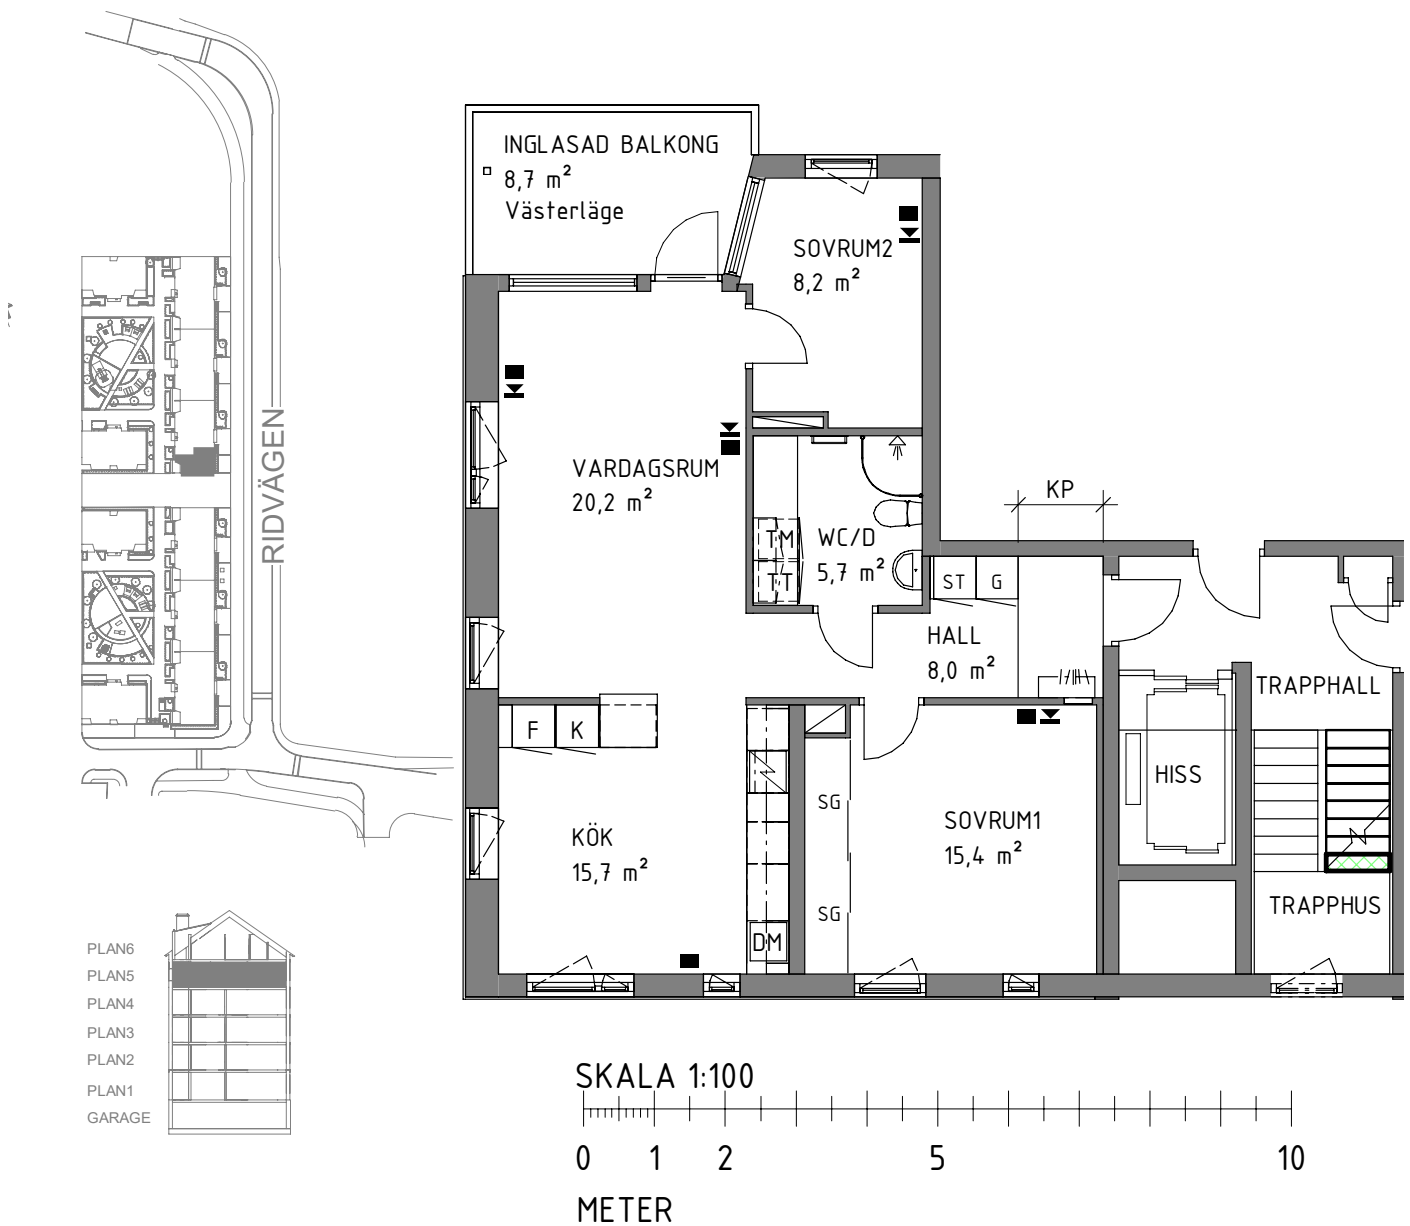 INGLASAD BALKONG
8,7 m²
Västerläge
SOVRUM2
8,2 m²
VARDAGSRUM
20,2 m²
TM
TT
WC/D
5,7 m²
KP
ST
G
HALL
8,0 m²
TRAPPHALL
F
K
HISS
SG
SG
SOVRUM1
15,4 m²
KÖK
15,7 m²
DM
TRAPPHUS
RIDVÄGEN
PLAN6
PLAN5
PLAN4
PLAN3
PLAN2
PLAN1
GARAGE
SKALA 1:100
0 1 2 5 10
METER